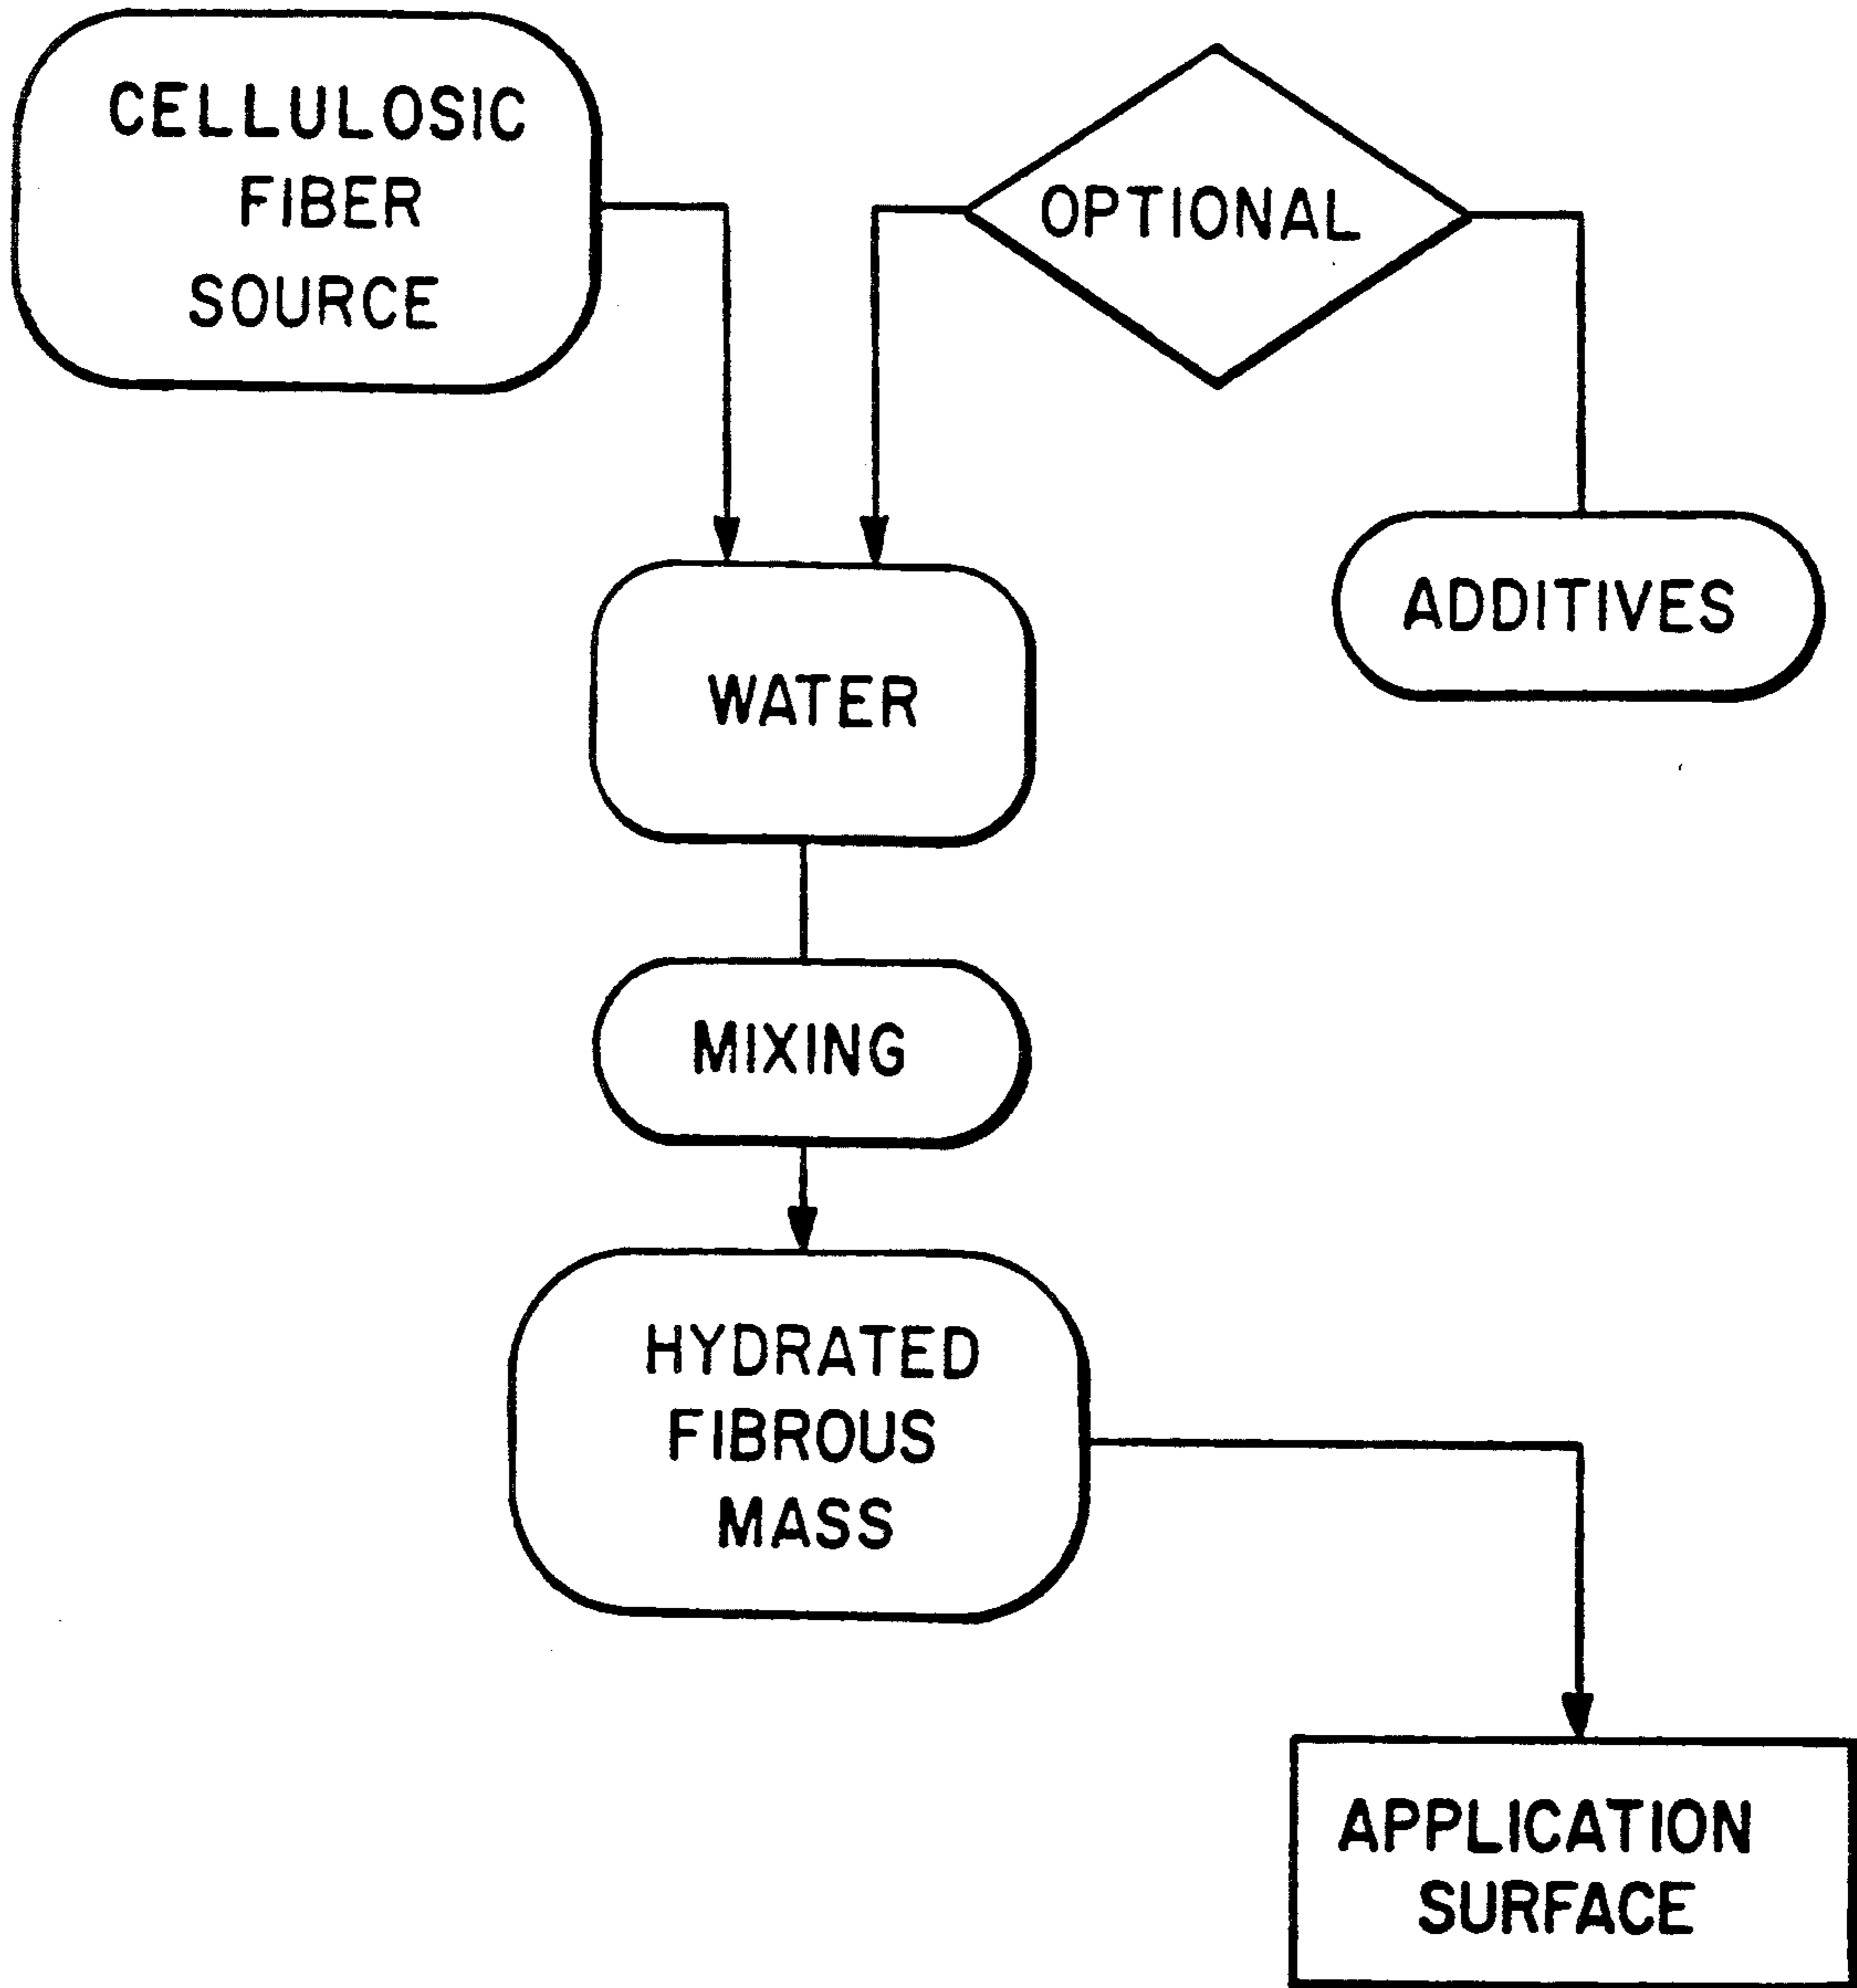 CELLULOSIC
FIBER
SOURCE
OPTIONAL
ADDITIVES
WATER
MIXING
HYDRATED
FIBROUS
MASS
APPLICATION
SURFACE